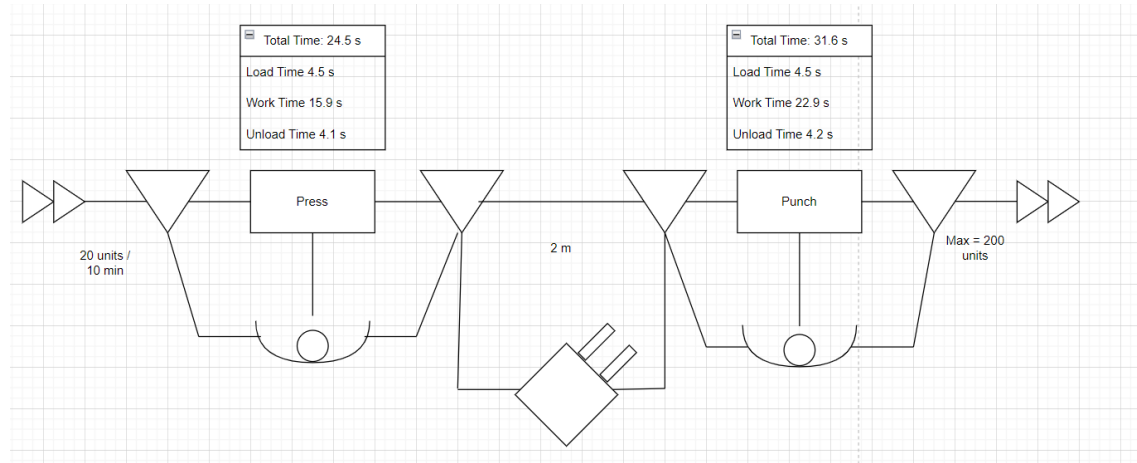 Total Time: 24.5 s
Load Time 4.5 s
Work Time 15.9 s
Unload Time 4.1 s
Total Time: 31.6 s
Load Time 4.5 s
Work Time 22.9 s
Unload Time 4.2 s
Press
Punch
20 units /
10 min
2 m
Max = 200
units